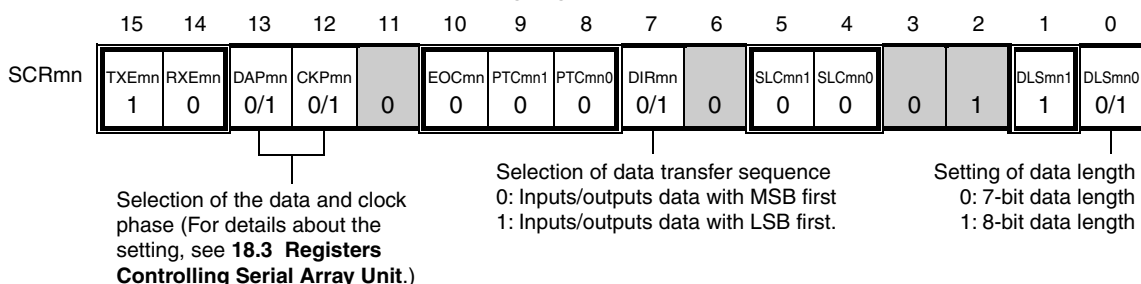 15 14 13 12 11 10 9 8 7 6 5 4 3 2 1 0
SCRmn TXEmn RXEmn DAPmn CKPmn EOCmn PTCmn1 PTCmn0 DIRmn SLCmn1 SLCmn0 DLSmn1 DLSmn0
1 0 0/1 0/1 0 0 0 0 0/1 0 0 0 0 1 1 0/1
Selection of the data and clock
phase (For details about the
setting, see 18.3 Registers
Controlling Serial Array Unit.)
Selection of data transfer sequence
0: Inputs/outputs data with MSB first
1: Inputs/outputs data with LSB first.
Setting of data length
0: 7-bit data length
1: 8-bit data length